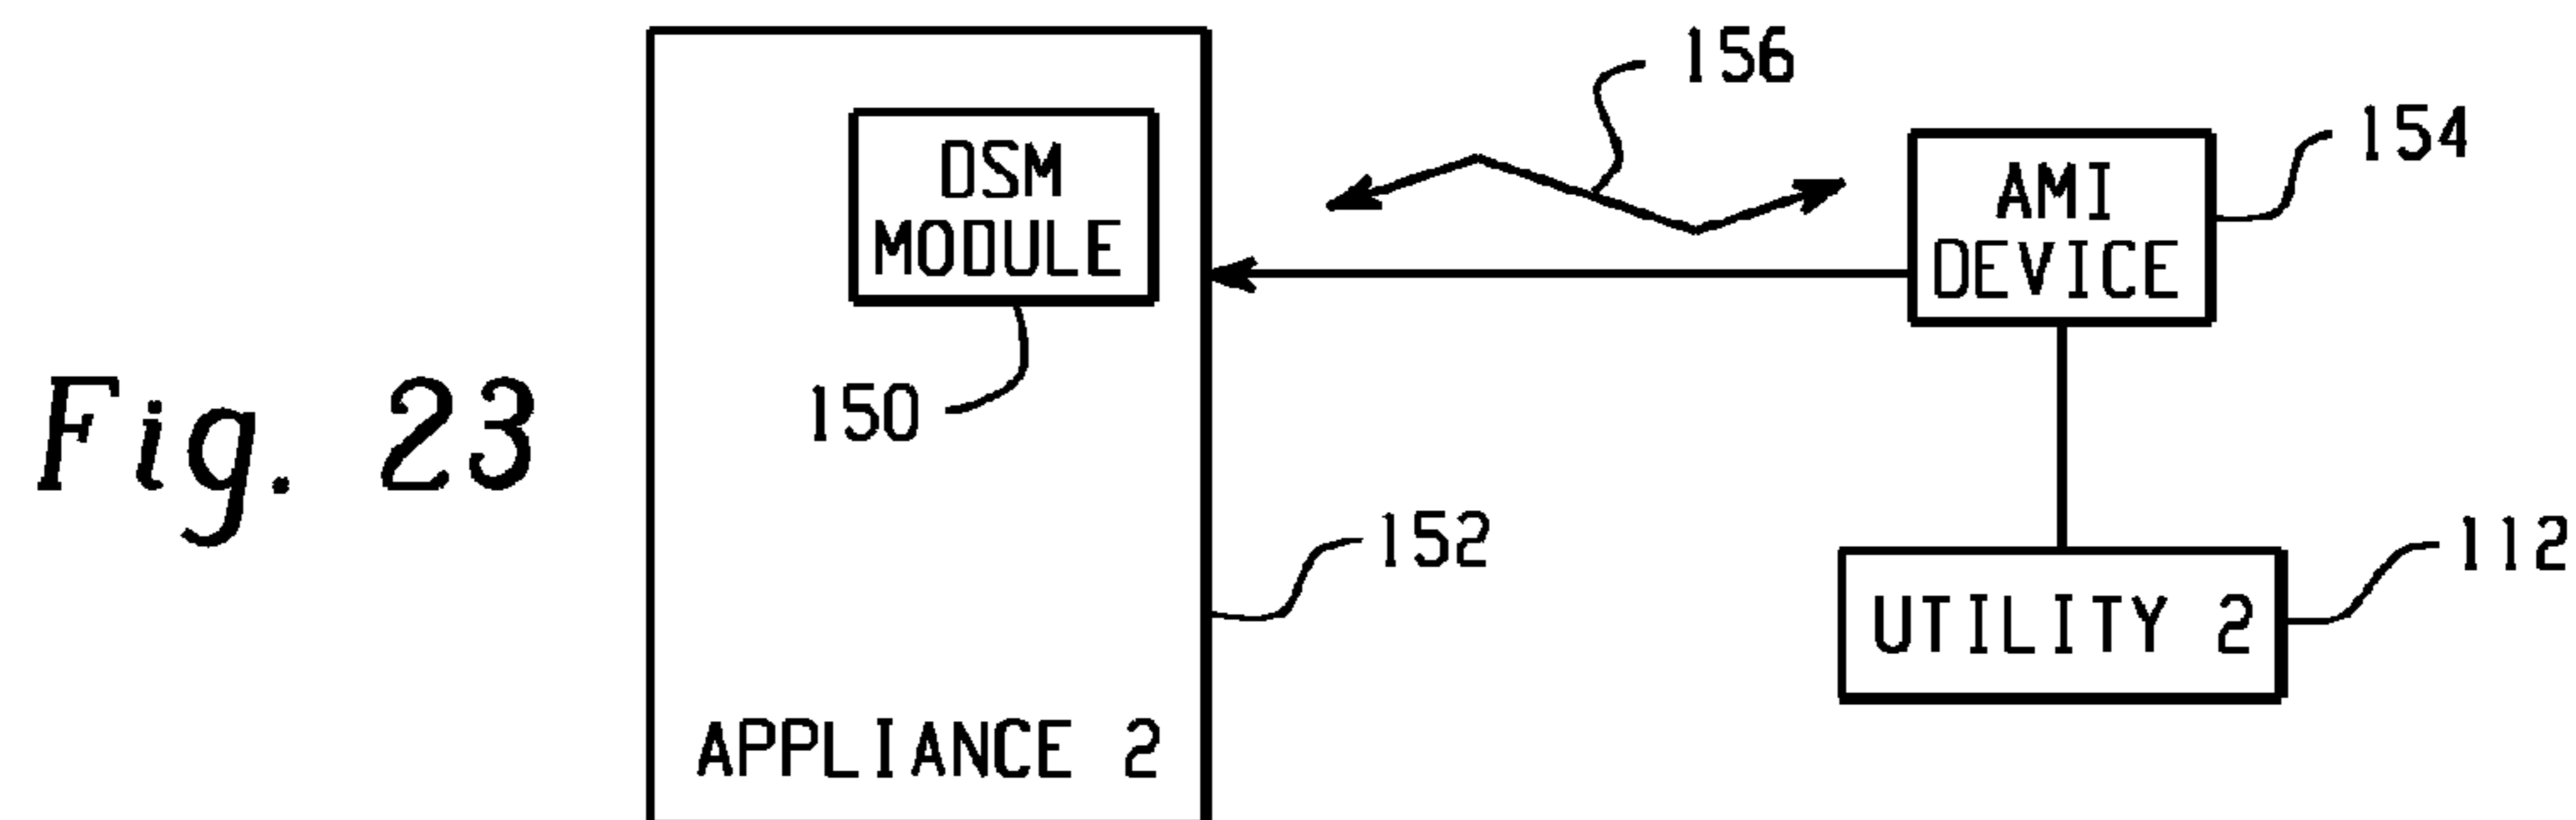 156
DSM
MODULE
154
AMI
DEVICE
150
Fig. 23
152
112
UTILITY 2
APPLIANCE 2